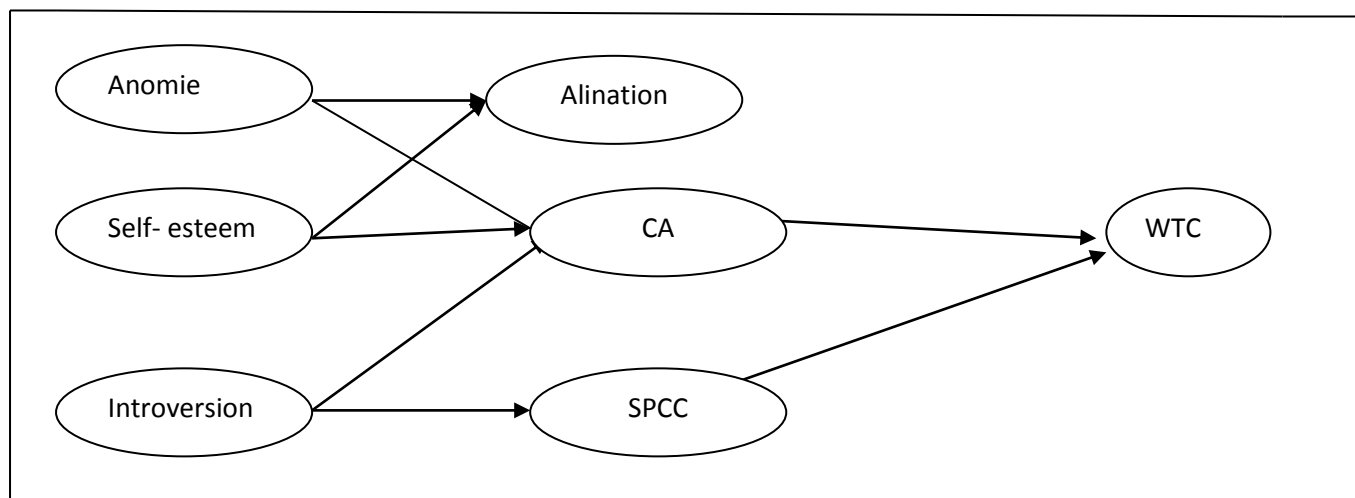 Anomie
Alination
Self- esteem
CA
WTC
Introversion
SPCC